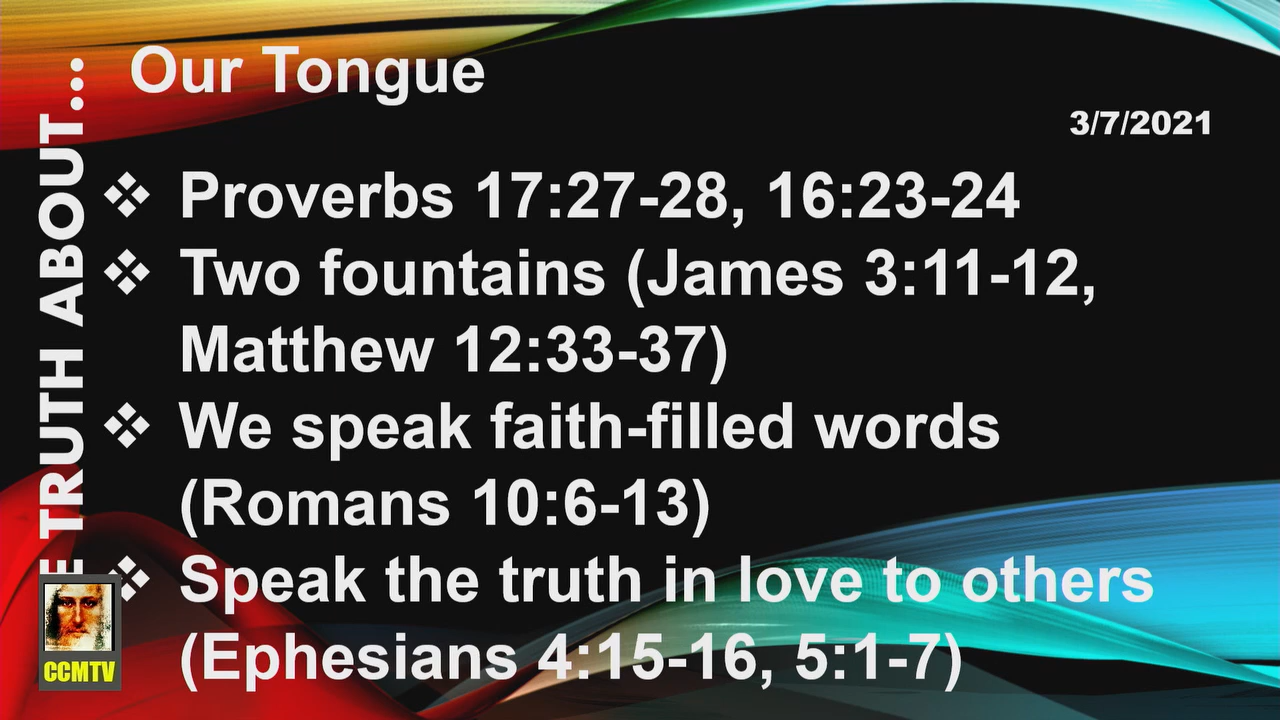 Our Tongue
3/7/2021
TRUTH ABOUT...
❖ Proverbs 17:27-28, 16:23-24
❖ Two fountains (James 3:11-12,
Matthew 12:33-37)
❖ We speak faith-filled words
(Romans 10:6-13)
❖ Speak the truth in love to others
(Ephesians 4:15-16, 5:1-7)
CCMTV